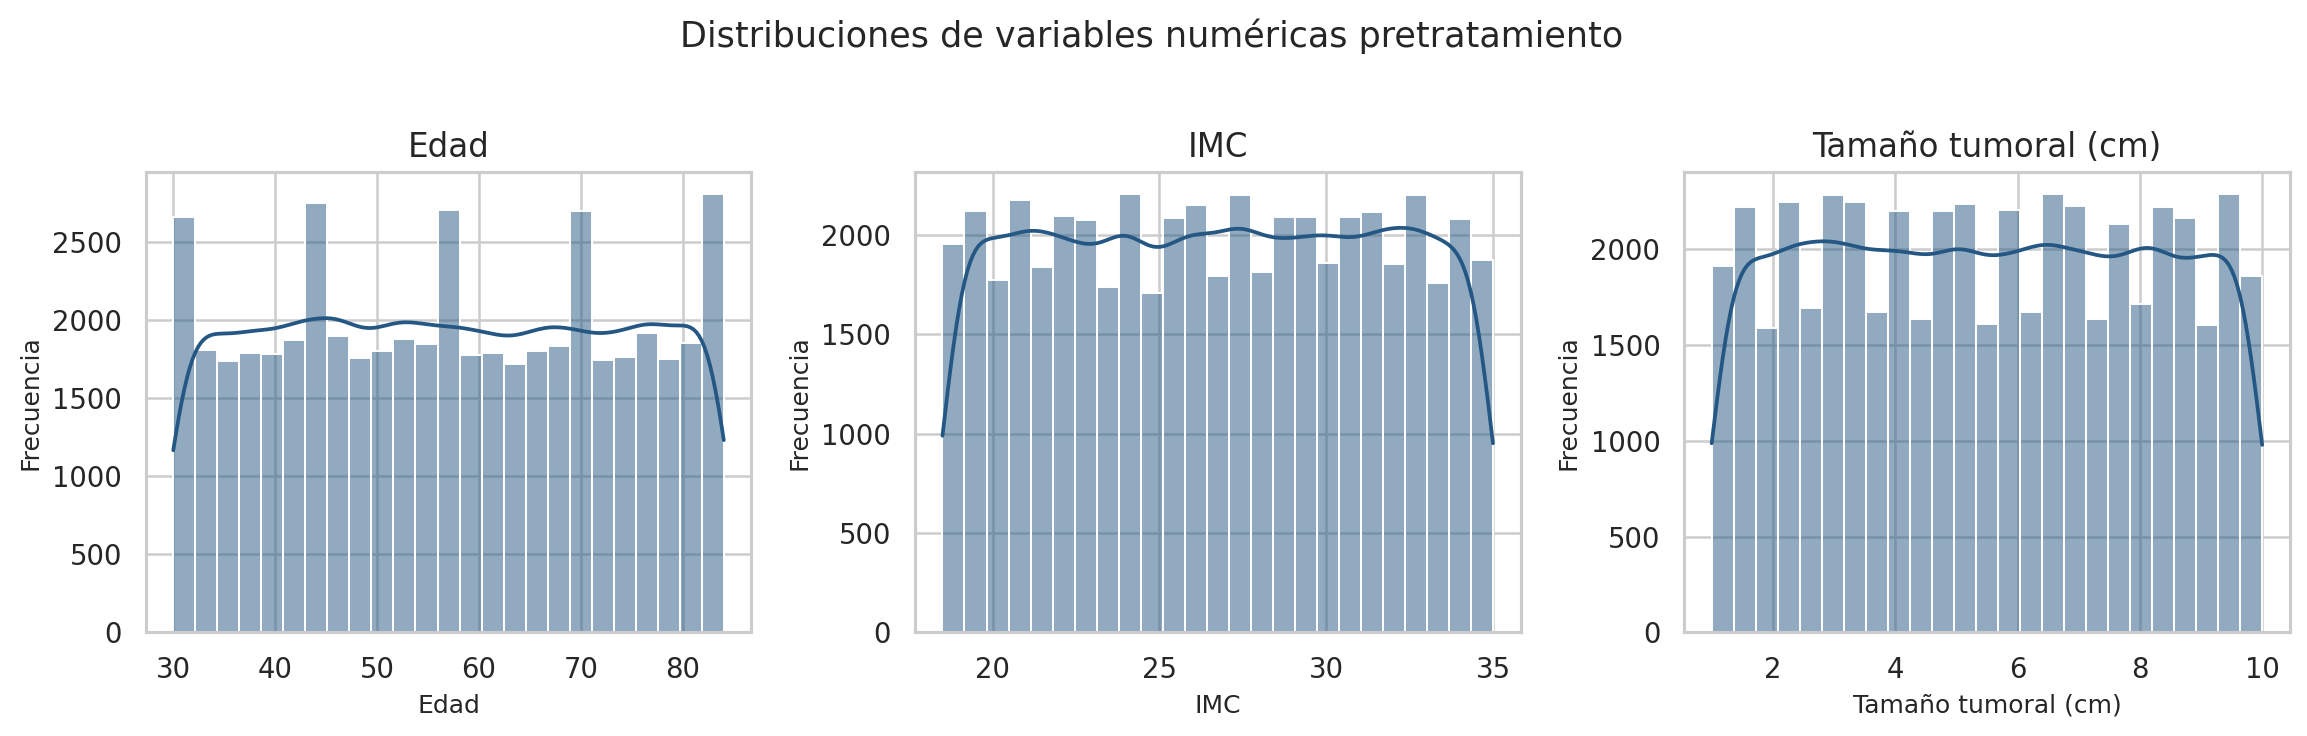 Distribuciones de variables numéricas pretratamiento
Edad
Frecuencia
2500
2000
1500
1000
500
0
30 40 50 60 70 80
Edad
IMC
Frecuencia
2000
1500
1000
500
0
20 25 30 35
IMC
Tamaño tumoral (cm)
Frecuencia
2000
1500
1000
500
0
2 4 6 8 10
Tamaño tumoral (cm)